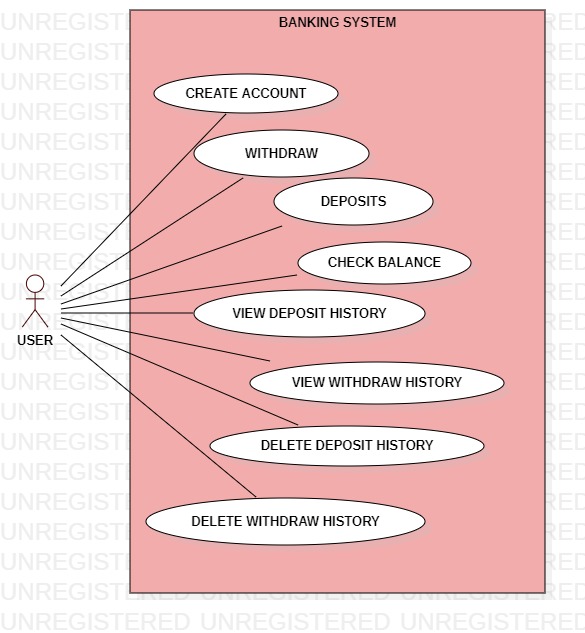 BANKING SYSTEM
CREATE ACCOUNT
WITHDRAW
DEPOSITS
CHECK BALANCE
VIEW DEPOSIT HISTORY
USER
VIEW WITHDRAW HISTORY
DELETE DEPOSIT HISTORY
DELETE WITHDRAW HISTORY
UNREGISTERED UNREGISTERED UNREGISTERED